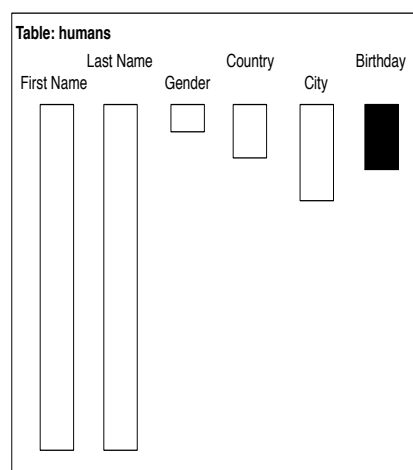 Table: humans
First Name
Last Name
Gender
Country
City
Birthday